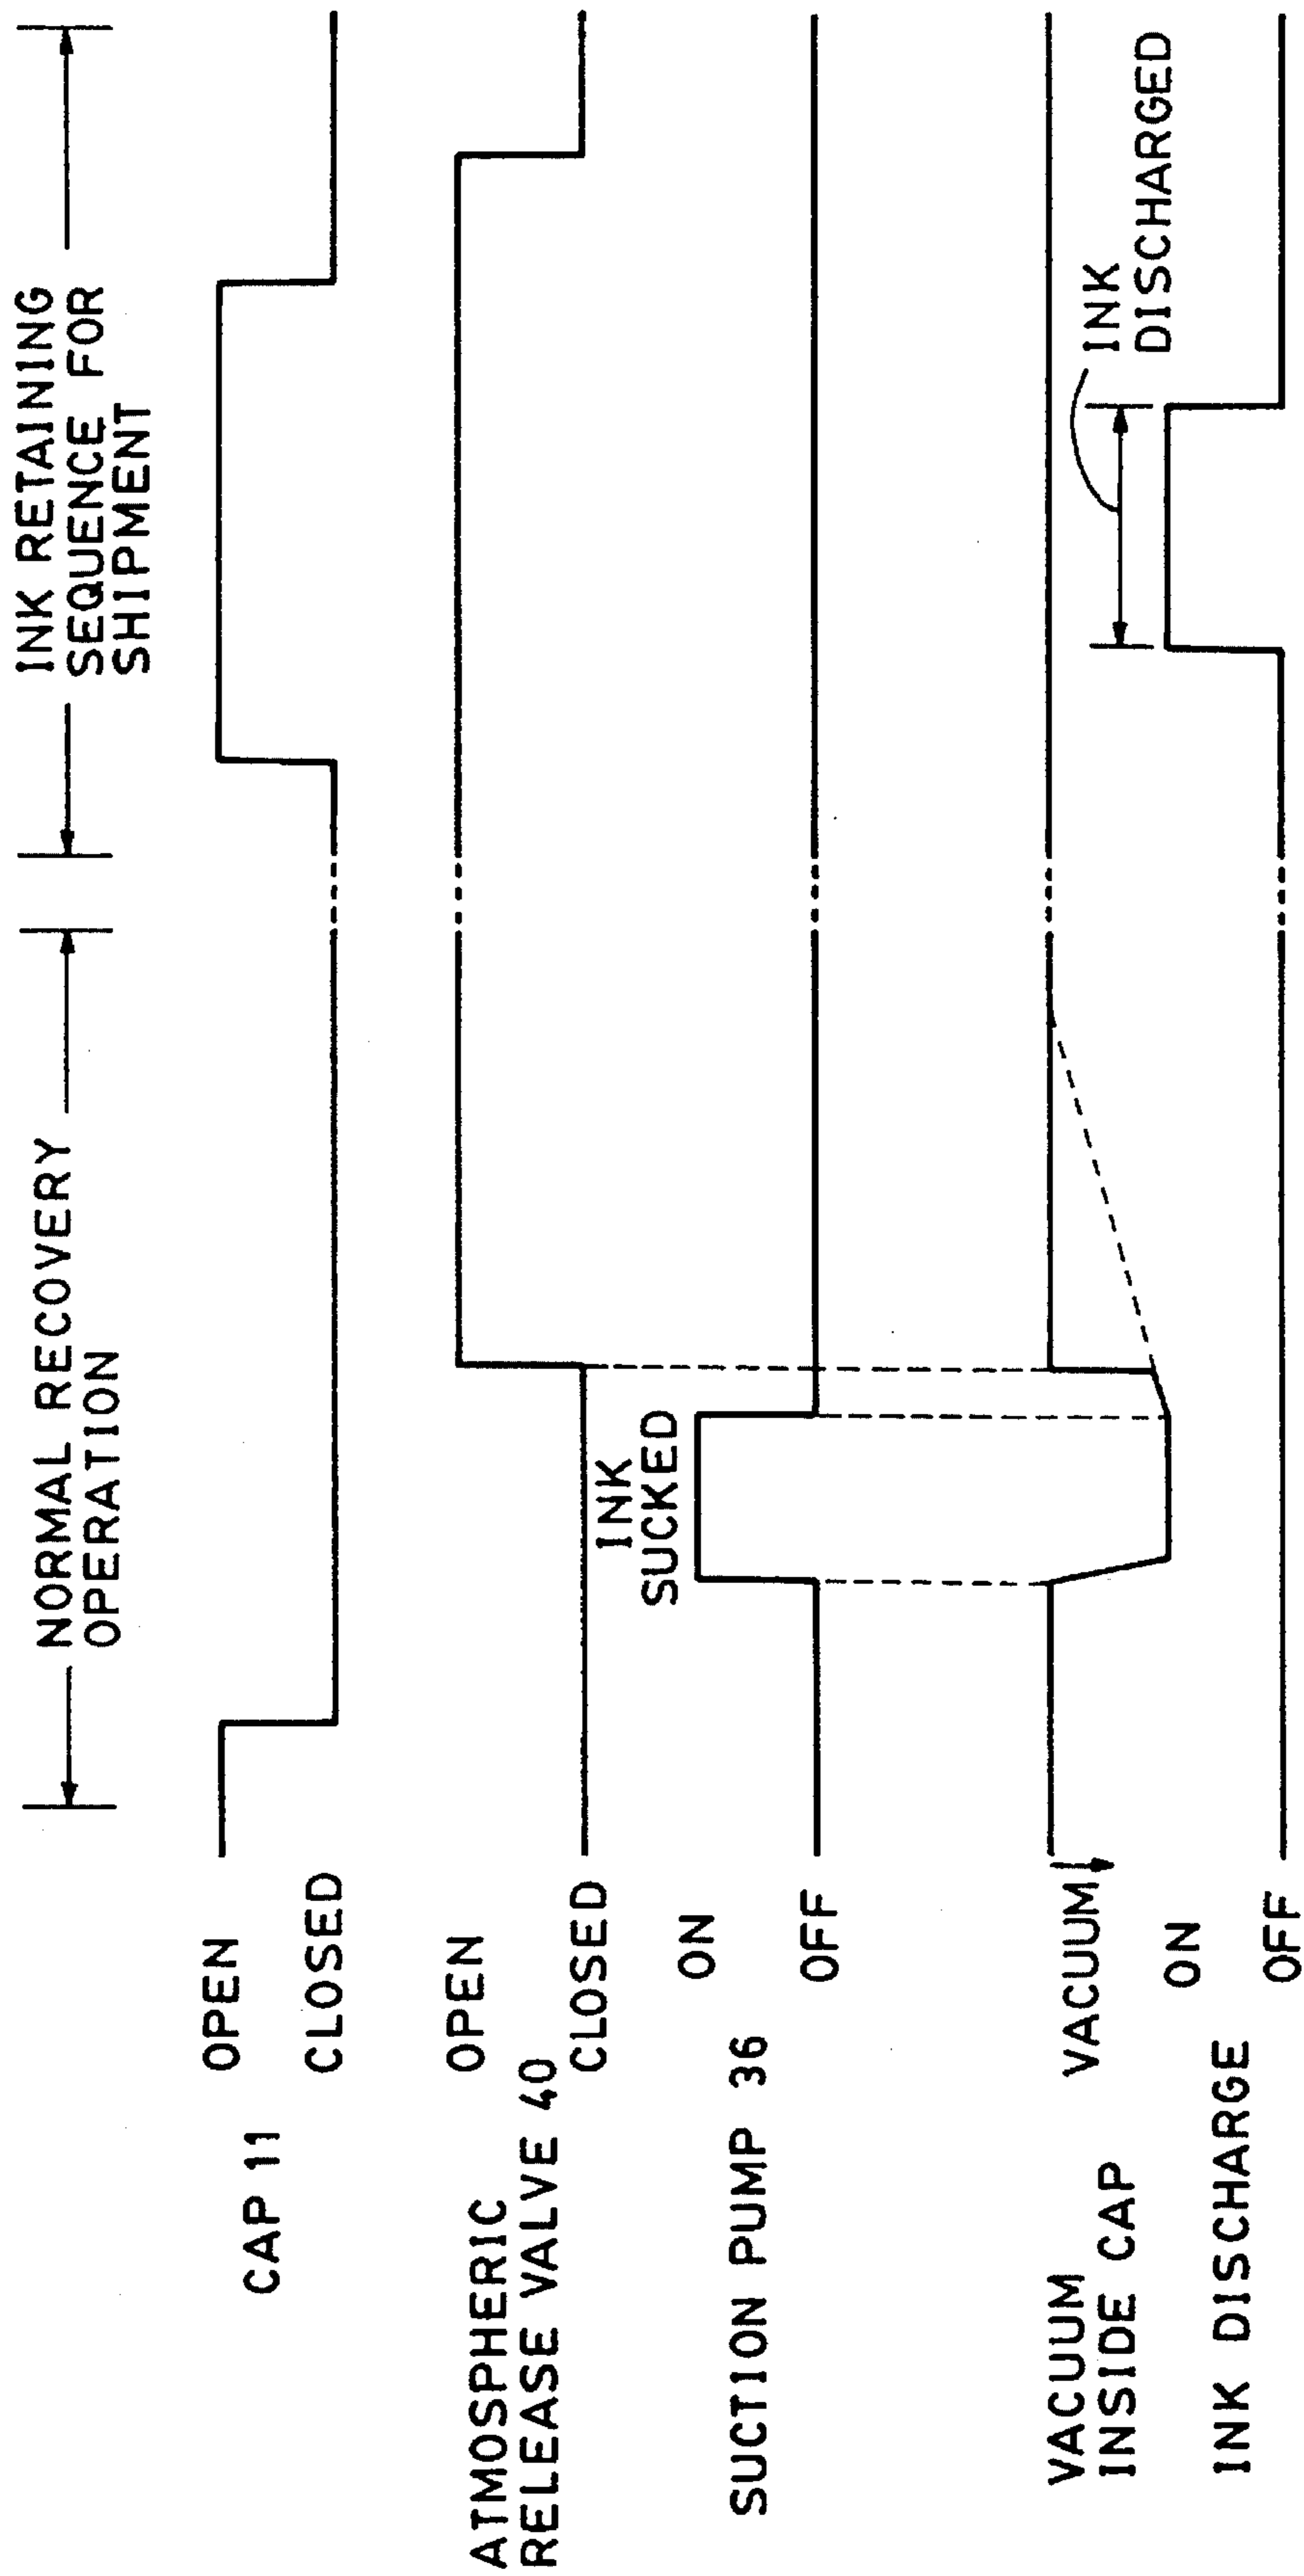 NORMAL RECOVERY
OPERATION
INK RETAINING
SEQUENCE FOR
SHIPMENT
CAP 11
OPEN
CLOSED
ATMOSPHERIC
RELEASE VALVE 40
OPEN
CLOSED
INK
SUCKED
SUCTION PUMP 36
ON
OFF
VACUUM
INSIDE CAP
VACUUM
INK
DISCHARGED
INK DISCHARGE
ON
OFF